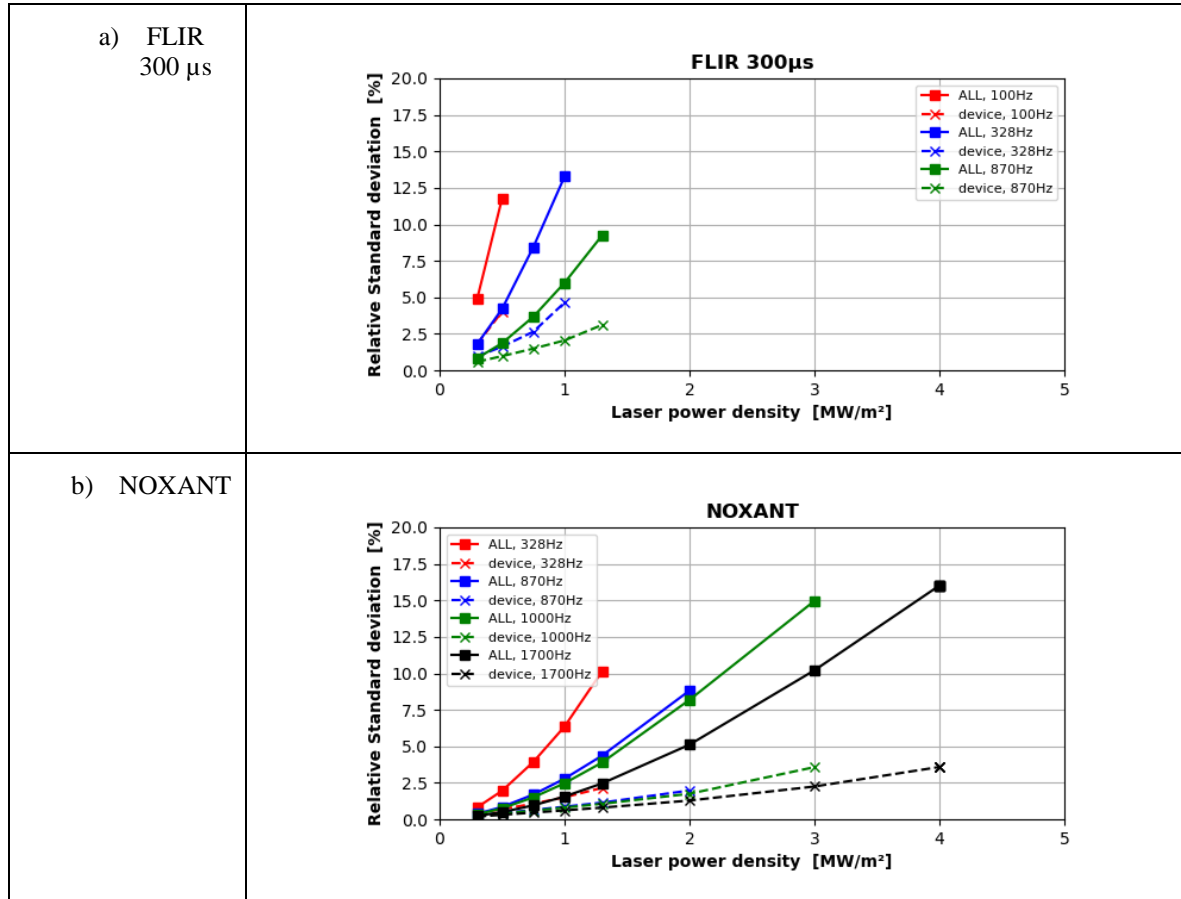 a) FLIR
300 µs
FLIR 300µs
Relative Standard deviation [%]
20.0
17.5
15.0
12.5
10.0
7.5
5.0
2.5
0.0
ALL, 100Hz
device, 100Hz
ALL, 328Hz
device, 328Hz
ALL, 870Hz
device, 870Hz
0 1 2 3 4 5
Laser power density [MW/m²]
b) NOXANT
NOXANT
Relative Standard deviation [%]
20.0
17.5
15.0
12.5
10.0
7.5
5.0
2.5
0.0
ALL, 328Hz
device, 328Hz
ALL, 870Hz
device, 870Hz
ALL, 1000Hz
device, 1000Hz
ALL, 1700Hz
device, 1700Hz
0 1 2 3 4 5
Laser power density [MW/m²]